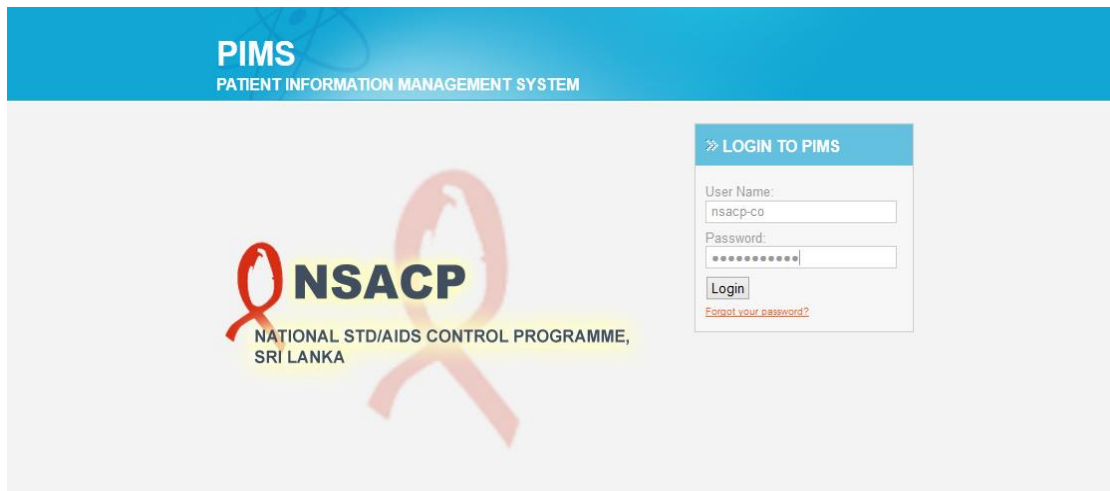 PIMS
PATIENT INFORMATION MANAGEMENT SYSTEM
LOGIN TO PIMS
User Name:
nsacp-co
Password:
●●●●●●●●●●●
Login
Forgot your password?
NSACP
NATIONAL STD/AIDS CONTROL PROGRAMME,
SRI LANKA